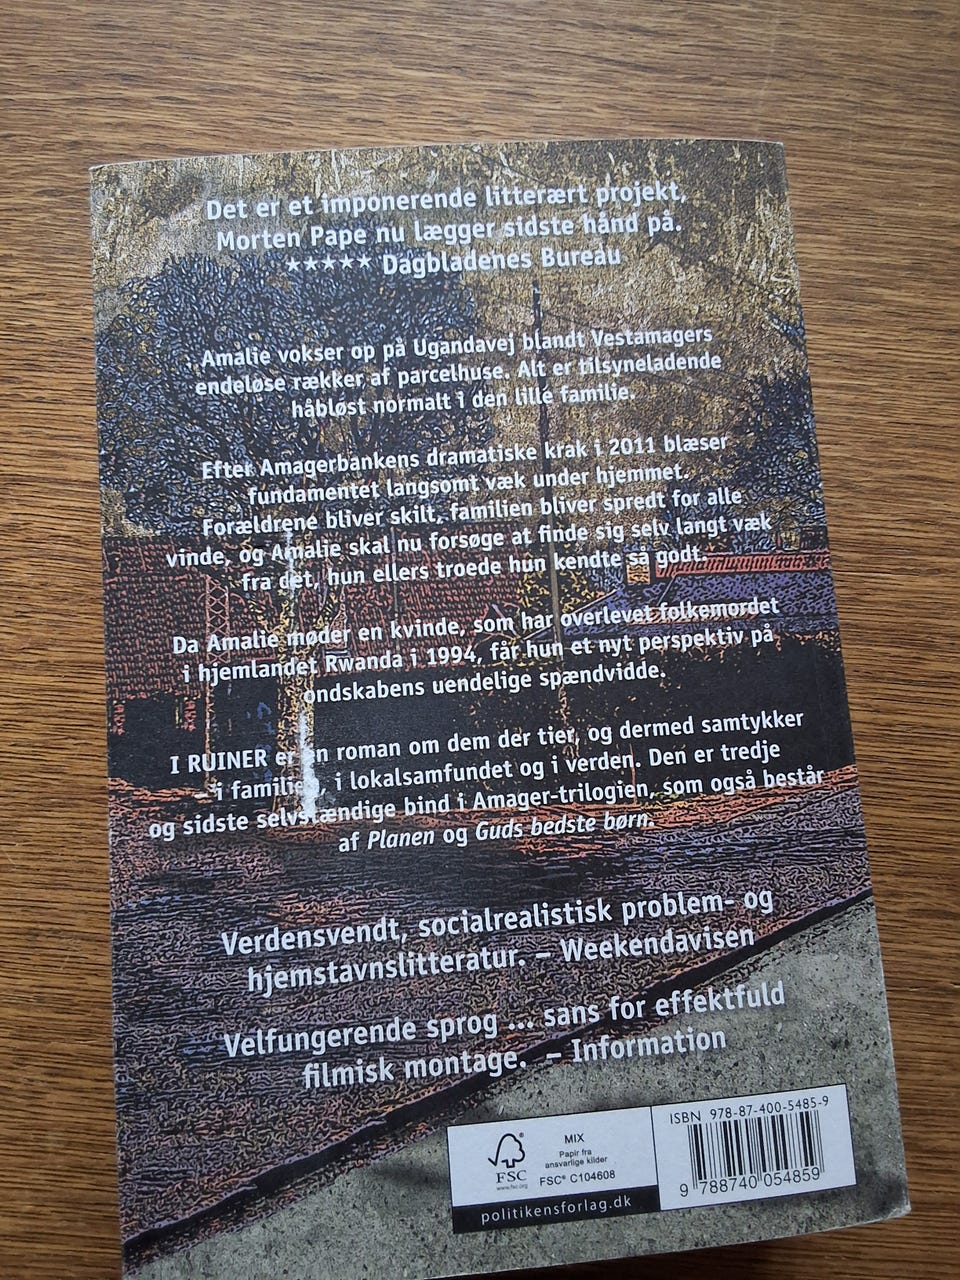 Det er et imponerende litterært projekt,
Morten Pape nu lægger sidste hånd på.
★★★★★ Dagbladenes Bureau
Amalie vokser op på Ugandavej blandt Vestamagers
endeløse rækker af parcelhuse. Alt er tilsyneladende
håbløst normalt i den lille familie.
Efter Amagerbankens dramatiske krak i 2011 blæser
fundamentet langsomt væk under hjemmet.
Forældrene bliver skilt, familien bliver spredt for alle
vinde, og Amalie skal nu forsøge at finde sig selv langt væk
fra det, hun ellers troede hun kendte så godt.
Da Amalie møder en kvinde, som har overlevet folkemordet
i hjemlandet Rwanda i 1994, får hun et nyt perspektiv på
ondskabens uendelige spændvidde.
I RUINER er en roman om dem der tier, og dermed samtykker
– i familien, i lokalsamfundet og i verden. Den er tredje
og sidste selvstændige bind i Amager-trilogien, som også består
af Planen og Guds bedste børn.
Verdensvendt, socialrealistisk problem- og
hjemstavnslitteratur. – Weekendavisen
Velfungerende sprog ... sans for effektfuld
filmisk montage. – Information
FSC®
www.fsc.org
MIX
Papir fra
ansvarlige kilder
FSC® C104608
politikensforlag.dk
ISBN 978-87-400-5485-9
9 788740 054859